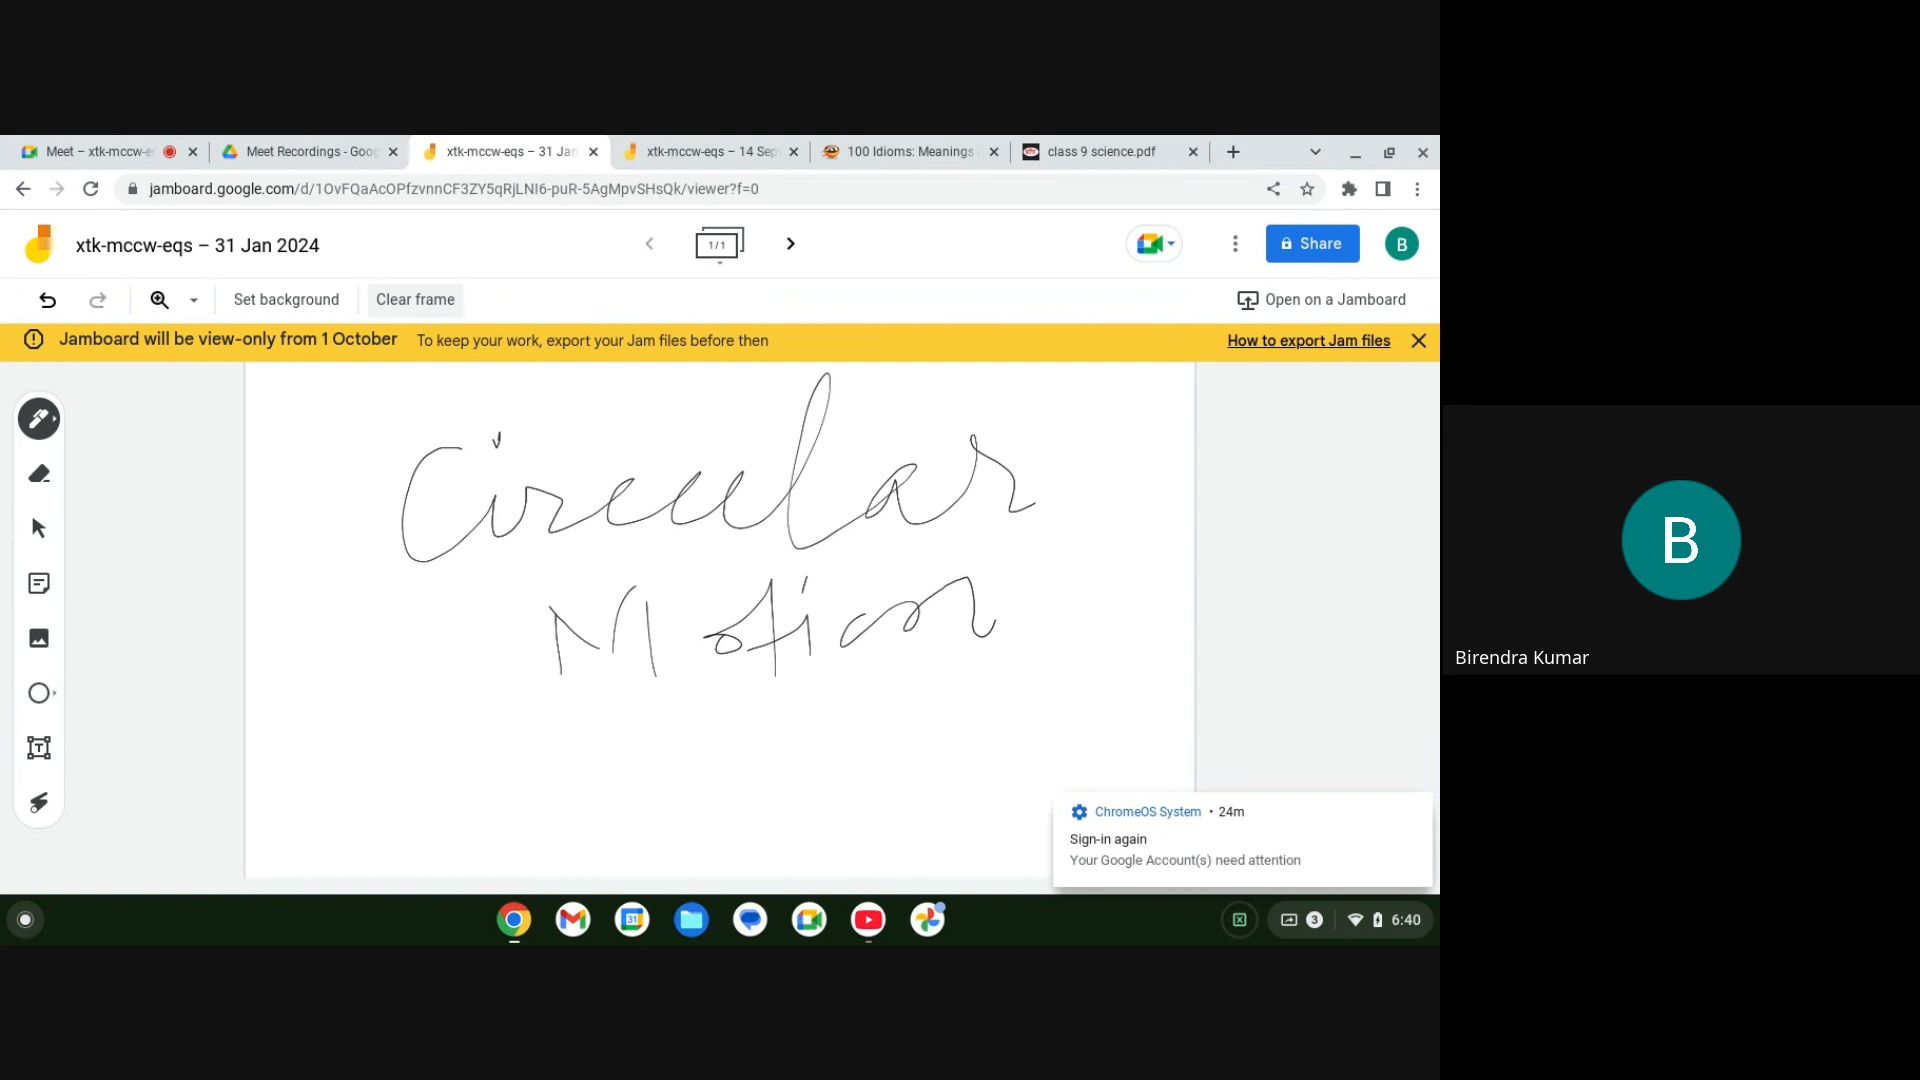 Meet – xtk-mccw-e
Meet Recordings - Goog
xtk-mccw-eqs – 31 Jan
xtk-mccw-eqs – 14 Sep
100 Idioms: Meanings
class 9 science.pdf
jamboard.google.com/d/1OvFQaAcOPfzvnnCF3ZY5qRjLNI6-puR-5AgMpvSHsQk/viewer?f=0
xtk-mccw-eqs – 31 Jan 2024
1/1
Share
B
Set background
Clear frame
Open on a Jamboard
Jamboard will be view-only from 1 October
To keep your work, export your Jam files before then
How to export Jam files
Circular
Motion
B
Birendra Kumar
ChromeOS System • 24m
Sign-in again
Your Google Account(s) need attention
31
3
6:40